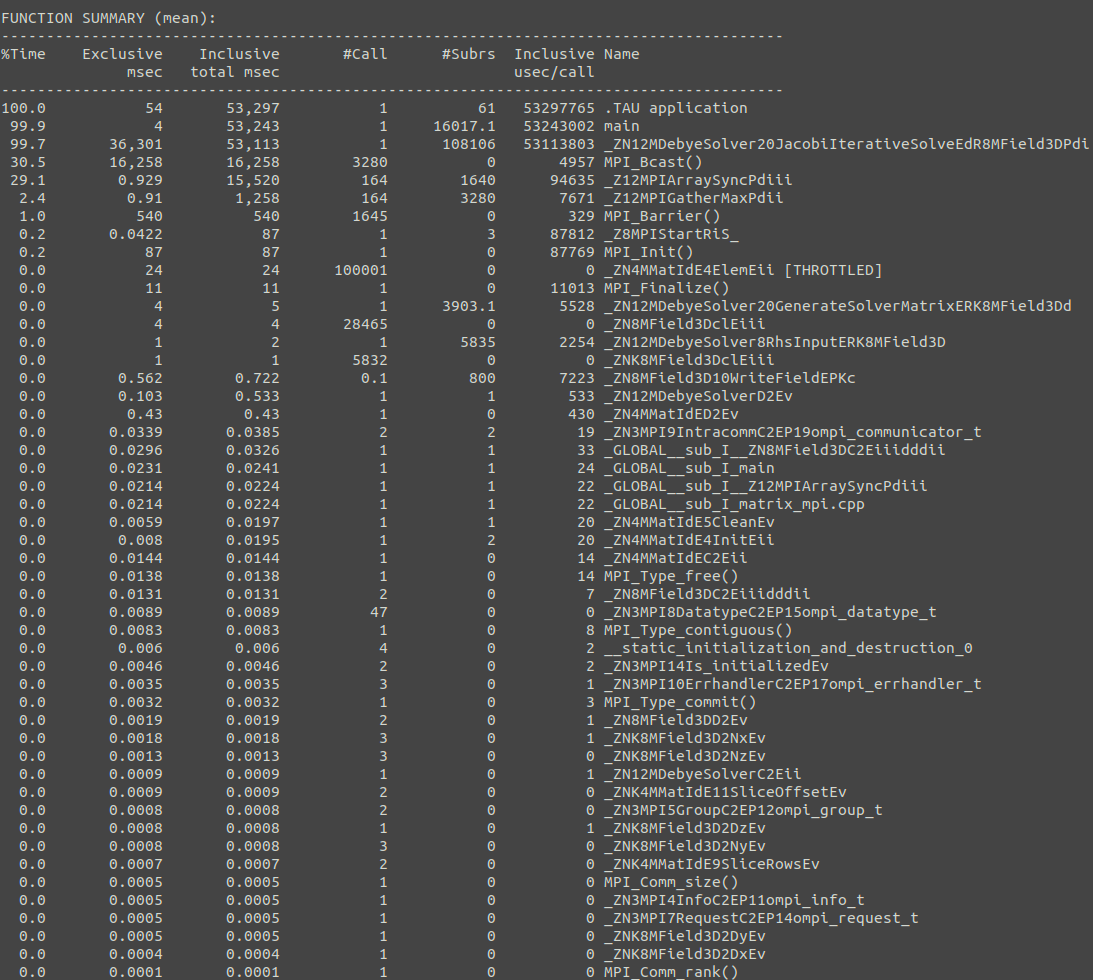 FUNCTION SUMMARY (mean):
---------------------------------------------------------------------------------------
%Time    Exclusive    Inclusive       #Call      #Subrs  Inclusive Name
              msec   total msec                          usec/call
---------------------------------------------------------------------------------------
100.0           54       53,297           1          61   53297765 .TAU application
 99.9            4       53,243           1     16017.1   53243002 main
 99.7       36,301       53,113           1      108106   53113803 _ZN12MDebyeSolver20JacobiIterativeSolveEdR8MField3DPdi
 30.5       16,258       16,258        3280           0       4957 MPI_Bcast()
 29.1        0.929       15,520         164        1640      94635 _Z12MPIArraySyncPdiii
  2.4         0.91        1,258         164        3280       7671 _Z12MPIGatherMaxPdii
  1.0          540          540        1645           0        329 MPI_Barrier()
  0.2       0.0422           87           1           3      87812 _Z8MPIStartRiS_
  0.2           87           87           1           0      87769 MPI_Init()
  0.0           24           24      100001           0          0 _ZN4MMatIdE4ElemEii [THROTTLED]
  0.0           11           11           1           0      11013 MPI_Finalize()
  0.0            4            5           1      3903.1       5528 _ZN12MDebyeSolver20GenerateSolverMatrixERK8MField3Dd
  0.0            4            4       28465           0          0 _ZN8MField3DclEiii
  0.0            1            2           1        5835       2254 _ZN12MDebyeSolver8RhsInputERK8MField3D
  0.0            1            1        5832           0          0 _ZNK8MField3DclEiii
  0.0        0.562        0.722         0.1         800       7223 _ZN8MField3D10WriteFieldEPKc
  0.0        0.103        0.533           1           1        533 _ZN12MDebyeSolverD2Ev
  0.0         0.43         0.43           1           0        430 _ZN4MMatIdED2Ev
  0.0       0.0339       0.0385           2           2         19 _ZN3MPI9IntracommC2EP19ompi_communicator_t
  0.0       0.0296       0.0326           1           1         33 _GLOBAL__sub_I__ZN8MField3DC2Eiiidddii
  0.0       0.0231       0.0241           1           1         24 _GLOBAL__sub_I_main
  0.0       0.0214       0.0224           1           1         22 _GLOBAL__sub_I__Z12MPIArraySyncPdiii
  0.0       0.0214       0.0224           1           1         22 _GLOBAL__sub_I_matrix_mpi.cpp
  0.0       0.0059       0.0197           1           1         20 _ZN4MMatIdE5CleanEv
  0.0        0.008       0.0195           1           2         20 _ZN4MMatIdE4InitEii
  0.0       0.0144       0.0144           1           0         14 _ZN4MMatIdEC2Eii
  0.0       0.0138       0.0138           1           0         14 MPI_Type_free()
  0.0       0.0131       0.0131           2           0          7 _ZN8MField3DC2Eiiidddii
  0.0       0.0089       0.0089          47           0          0 _ZN3MPI8DatatypeC2EP15ompi_datatype_t
  0.0       0.0083       0.0083           1           0          8 MPI_Type_contiguous()
  0.0        0.006        0.006           4           0          2 __static_initialization_and_destruction_0
  0.0       0.0046       0.0046           2           0          2 _ZN3MPI14Is_initializedEv
  0.0       0.0035       0.0035           3           0          1 _ZN3MPI10ErrhandlerC2EP17ompi_errhandler_t
  0.0       0.0032       0.0032           1           0          3 MPI_Type_commit()
  0.0       0.0019       0.0019           2           0          1 _ZN8MField3DD2Ev
  0.0       0.0018       0.0018           3           0          1 _ZNK8MField3D2NxEv
  0.0       0.0013       0.0013           3           0          0 _ZNK8MField3D2NzEv
  0.0       0.0009       0.0009           1           0          1 _ZN12MDebyeSolverC2Eii
  0.0       0.0009       0.0009           2           0          0 _ZNK4MMatIdE11SliceOffsetEv
  0.0       0.0008       0.0008           2           0          0 _ZN3MPI5GroupC2EP12ompi_group_t
  0.0       0.0008       0.0008           1           0          1 _ZNK8MField3D2DzEv
  0.0       0.0008       0.0008           3           0          0 _ZNK8MField3D2NyEv
  0.0       0.0007       0.0007           2           0          0 _ZNK4MMatIdE9SliceRowsEv
  0.0       0.0005       0.0005           1           0          0 MPI_Comm_size()
  0.0       0.0005       0.0005           1           0          0 _ZN3MPI4InfoC2EP11ompi_info_t
  0.0       0.0005       0.0005           1           0          0 _ZN3MPI7RequestC2EP14ompi_request_t
  0.0       0.0005       0.0005           1           0          0 _ZNK8MField3D2DyEv
  0.0       0.0004       0.0004           1           0          0 _ZNK8MField3D2DxEv
  0.0       0.0001       0.0001           1           0          0 MPI_Comm_rank()